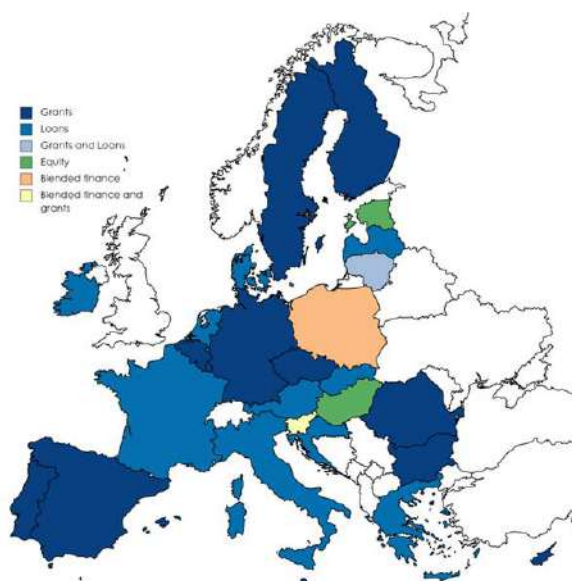 Grants
Loans
Grants and Loans
Equity
Blended finance
Blended finance and
grants